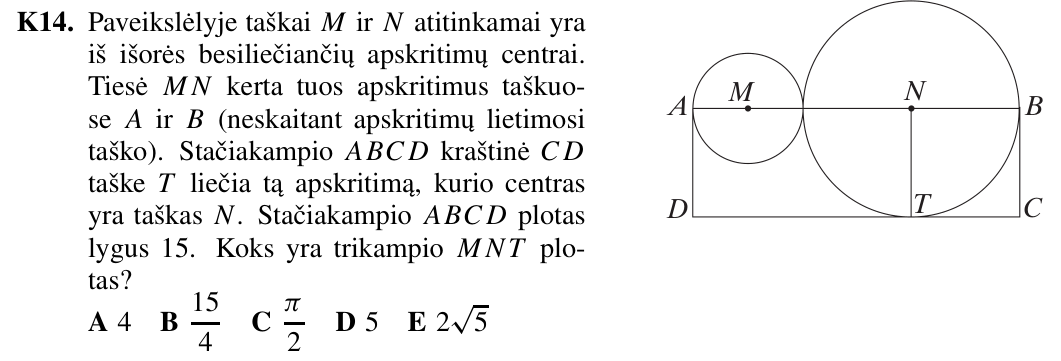 K14. Paveikslėlyje taškai M ir N atitinkamai yra
iš išorės besiliečiančių apskritimų centrai.
Tiesė MN kerta tuos apskritimus taškuo-
se A ir B (neskaitant apskritimų lietimosi
taško). Stačiakampio ABCD kraštinė CD
taške T liečia tą apskritimą, kurio centras
yra taškas N. Stačiakampio ABCD plotas
lygus 15. Koks yra trikampio MNT plo-
tas?
A 4 B 15/4 C π/2 D 5 E 2√5
A M N B
D T C